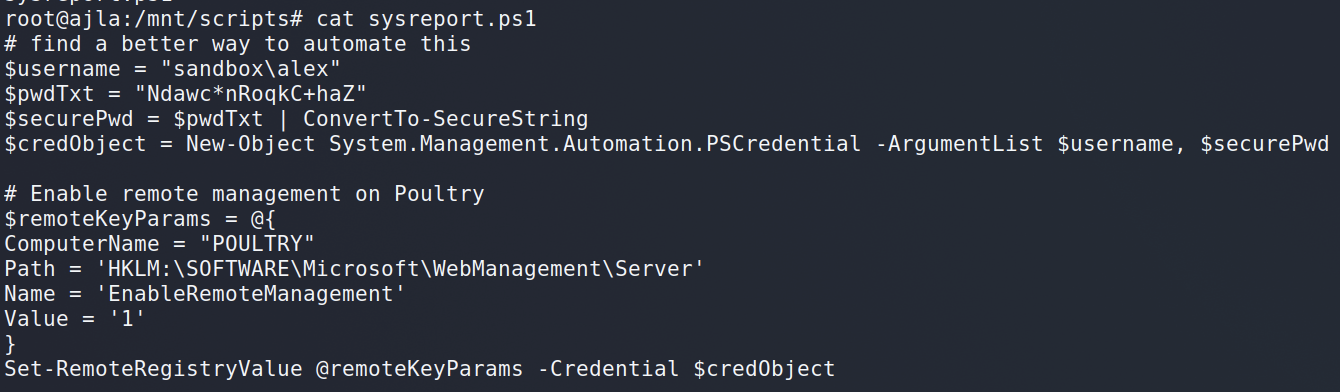 root@ajla:/mnt/scripts# cat sysreport.ps1
# find a better way to automate this
$username = "sandbox\alex"
$pwdTxt = "Ndawc*nRoqkC+haZ"
$securePwd = $pwdTxt | ConvertTo-SecureString
$credObject = New-Object System.Management.Automation.PSCredential -ArgumentList $username, $securePwd
# Enable remote management on Poultry
$remoteKeyParams = @{
ComputerName = "POULTRY"
Path = 'HKLM:\SOFTWARE\Microsoft\WebManagement\Server'
Name = 'EnableRemoteManagement'
Value = '1'
}
Set-RemoteRegistryValue @remoteKeyParams -Credential $credObject